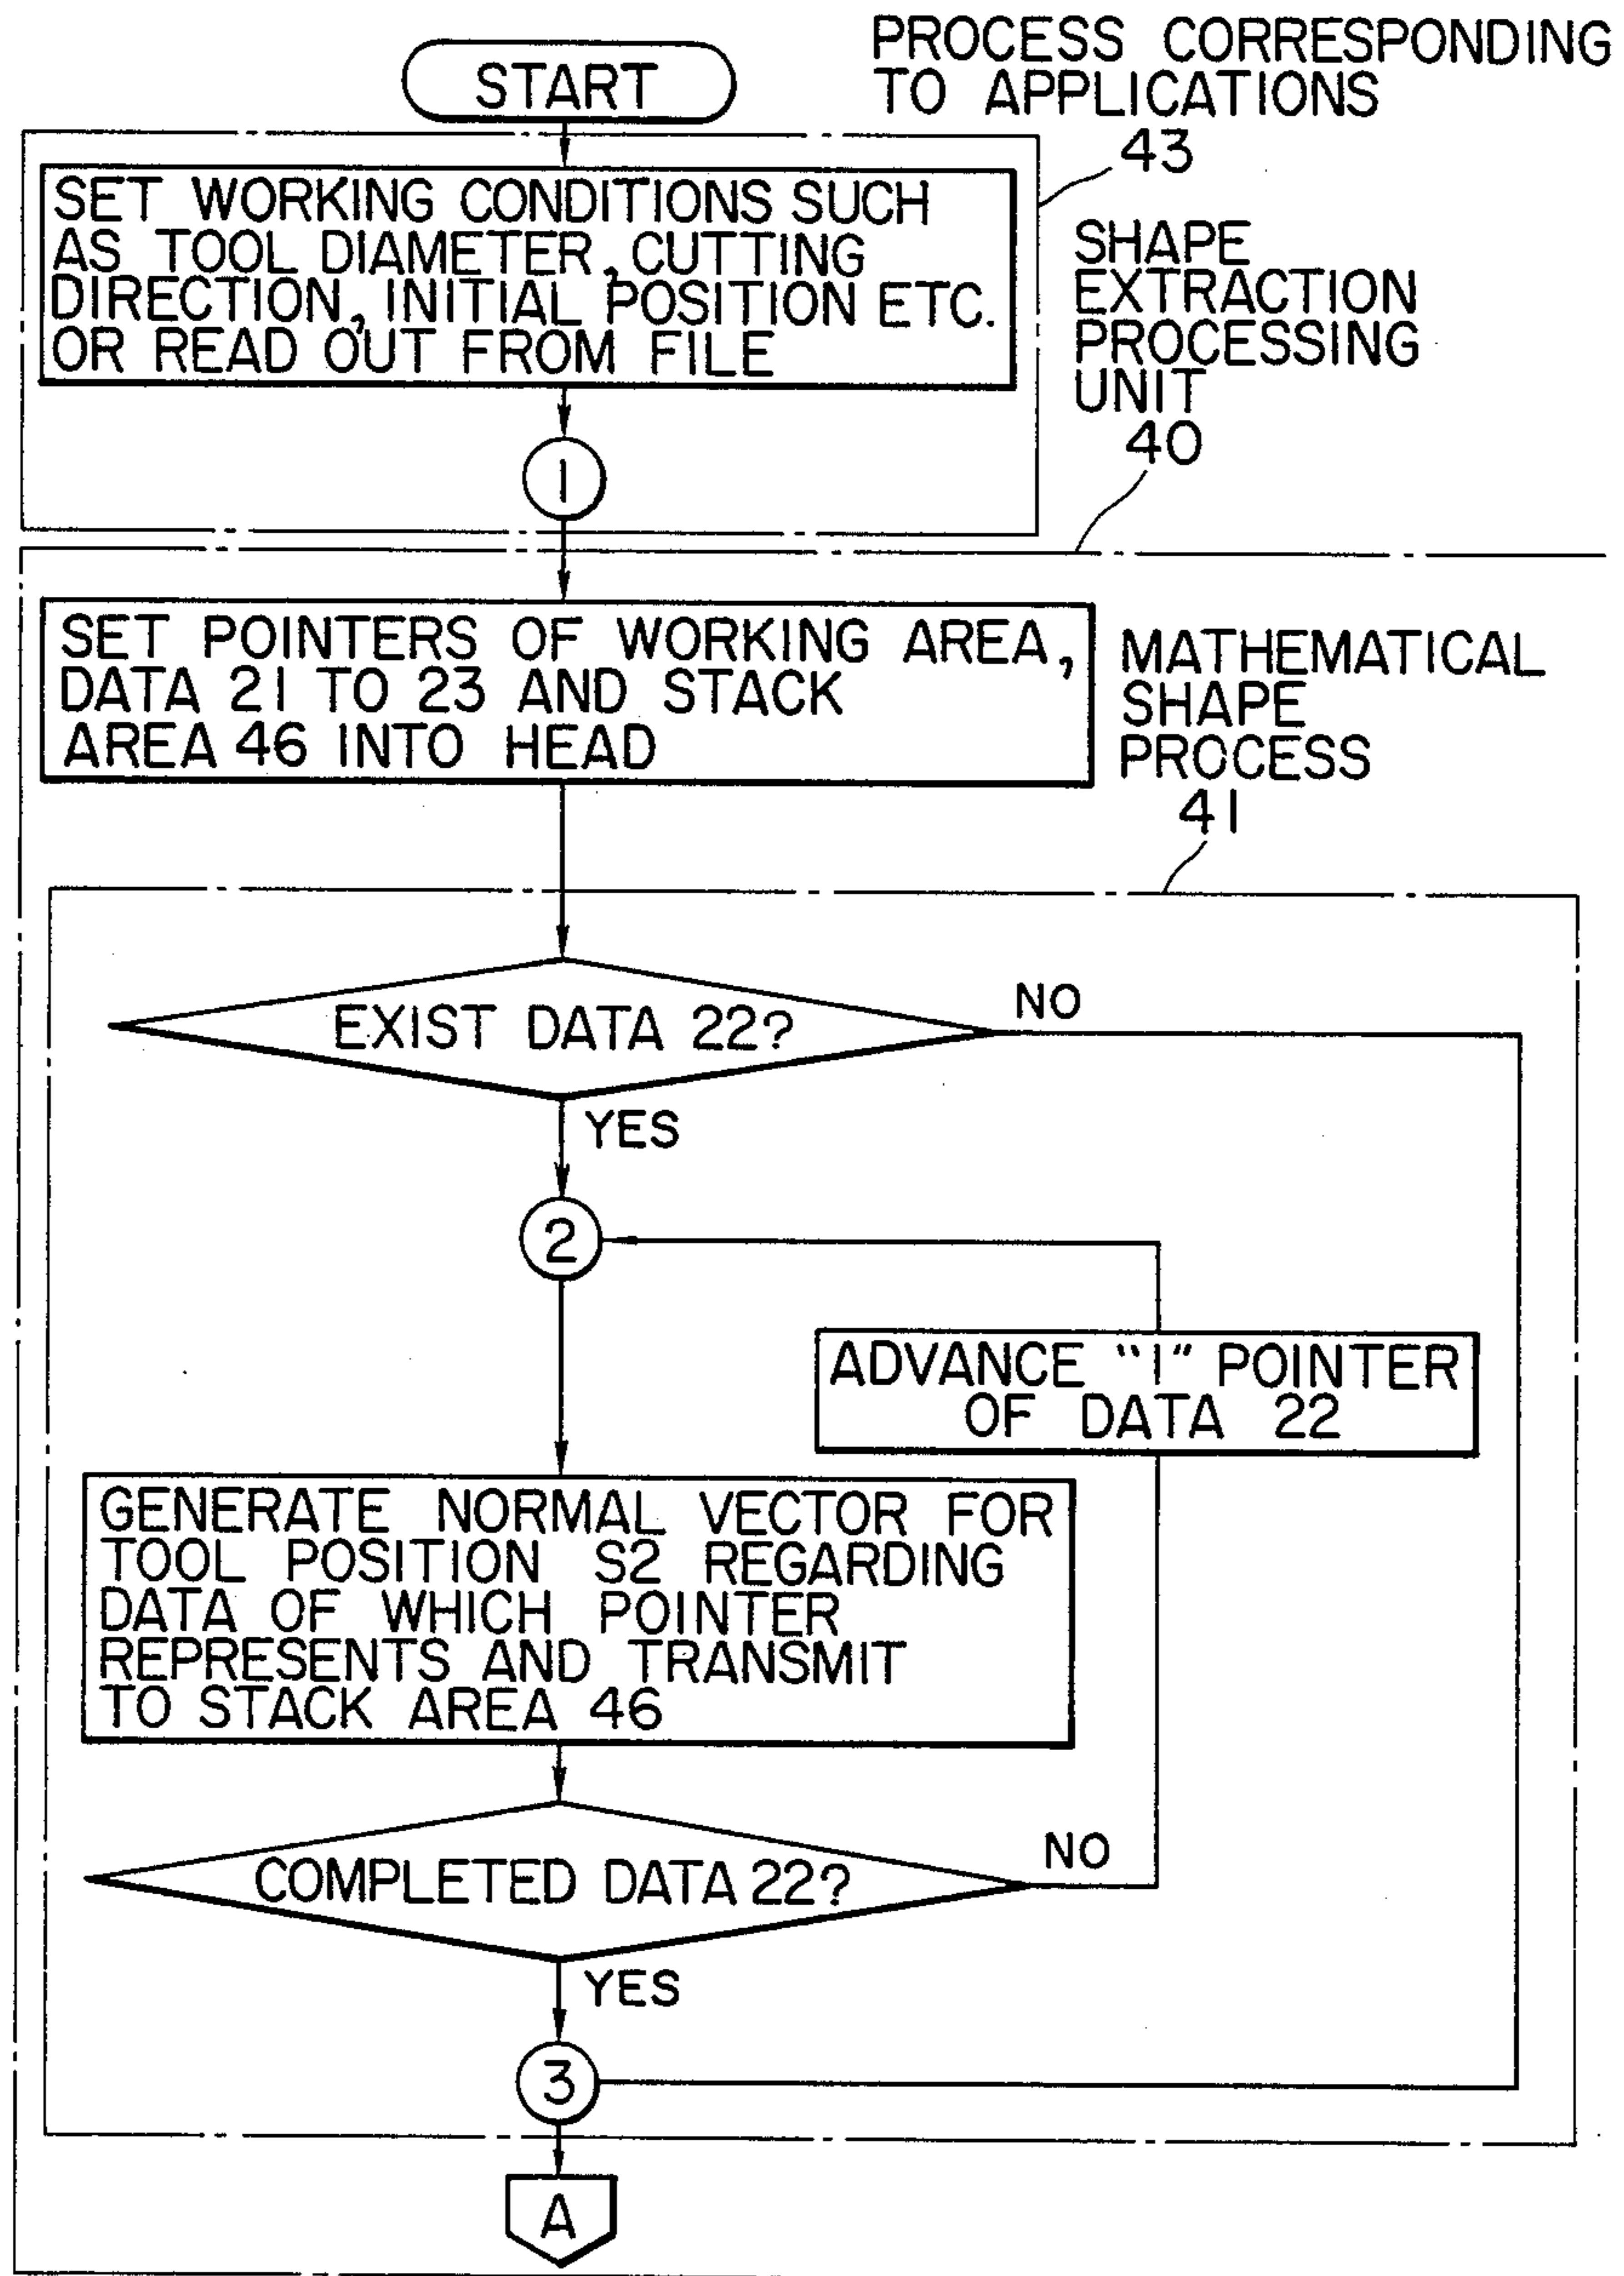 START
PROCESS CORRESPONDING
TO APPLICATIONS
43
SET WORKING CONDITIONS SUCH
AS TOOL DIAMETER, CUTTING
DIRECTION, INITIAL POSITION ETC.
OR READ OUT FROM FILE
SHAPE
EXTRACTION
PROCESSING
UNIT
40
1
SET POINTERS OF WORKING AREA,
DATA 21 TO 23 AND STACK
AREA 46 INTO HEAD
MATHEMATICAL
SHAPE
PROCESS
41
EXIST DATA 22?
NO
YES
2
ADVANCE "1" POINTER
OF DATA 22
GENERATE NORMAL VECTOR FOR
TOOL POSITION S2 REGARDING
DATA OF WHICH POINTER
REPRESENTS AND TRANSMIT
TO STACK AREA 46
COMPLETED DATA 22?
NO
YES
3
A